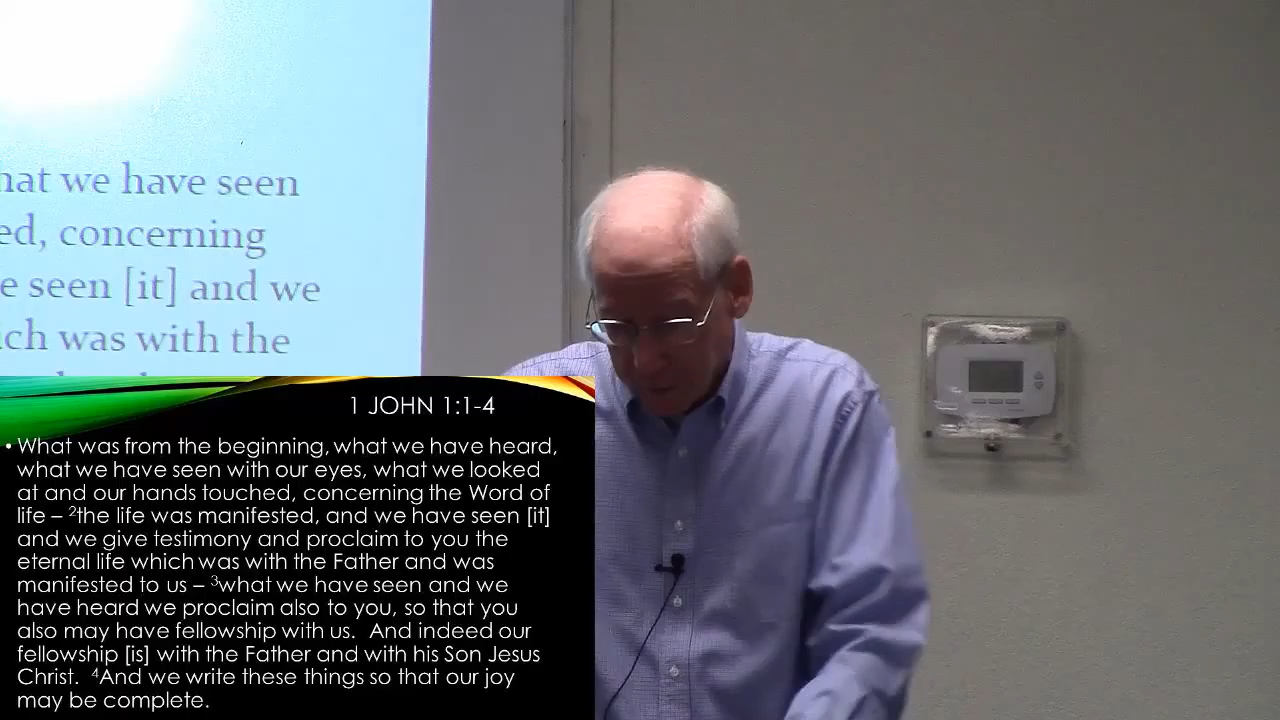 hat we have seen
ed, concerning
e seen [it] and we
ich was with the
1 JOHN 1:1-4
• What was from the beginning, what we have heard,
what we have seen with our eyes, what we looked
at and our hands touched, concerning the Word of
life – ²the life was manifested, and we have seen [it]
and we give testimony and proclaim to you the
eternal life which was with the Father and was
manifested to us – ³what we have seen and we
have heard we proclaim also to you, so that you
also may have fellowship with us.  And indeed our
fellowship [is] with the Father and with his Son Jesus
Christ.  ⁴And we write these things so that our joy
may be complete.